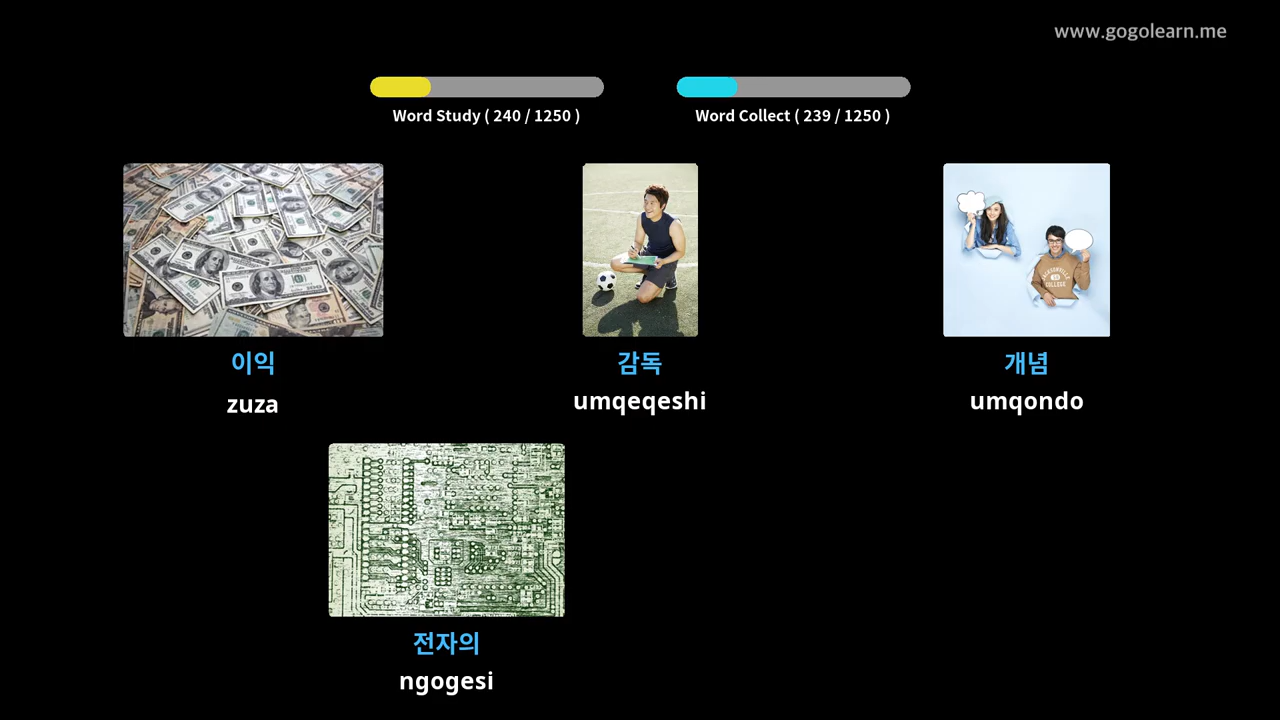 www.gogolearn.me
Word Study ( 240 / 1250 )
Word Collect ( 239 / 1250 )
이익
감독
개념
zuza
umqeqeshi
umqondo
전자의
ngogesi